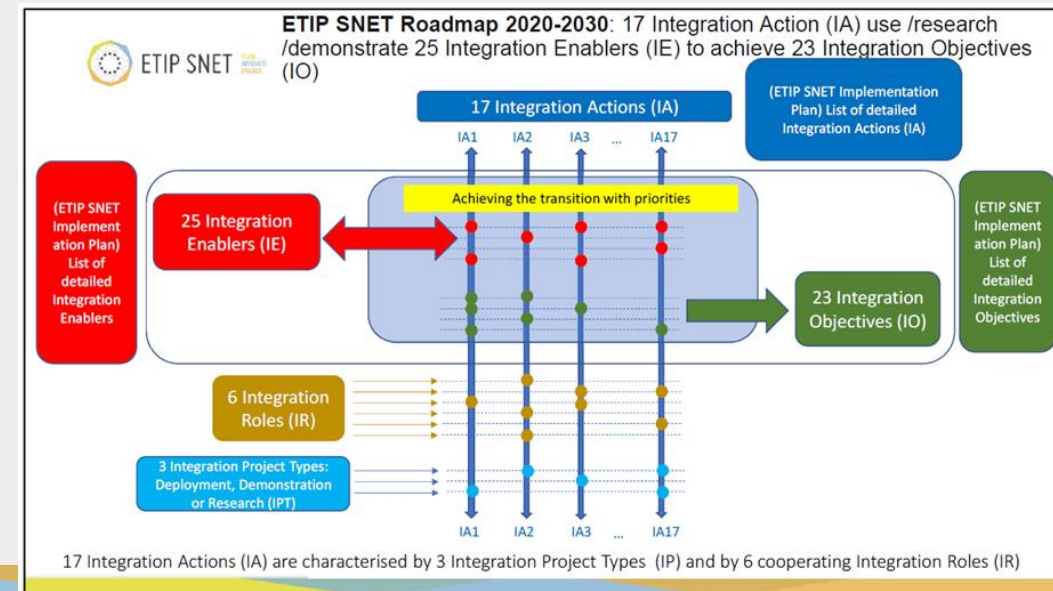 ETIP SNET Roadmap 2020-2030: 17 Integration Action (IA) use /research
/demonstrate 25 Integration Enablers (IE) to achieve 23 Integration Objectives
(IO)
ETIP SNET
PLAN
INNOVATE
ENGAGE
17 Integration Actions (IA)
(ETIP SNET Implementation
Plan) List of detailed
Integration Actions (IA)
IA1 IA2 IA3 ... IA17
Achieving the transition with priorities
(ETIP SNET
Implement
ation Plan)
List of
detailed
Integration
Enablers
25 Integration
Enablers (IE)
(ETIP SNET
Implement
ation Plan)
List of
detailed
Integration
Objectives
23 Integration
Objectives (IO)
6 Integration
Roles (IR)
3 Integration Project Types:
Deployment, Demonstration
or Research (IPT)
IA1 IA2 IA3 ... IA17
17 Integration Actions (IA) are characterised by 3 Integration Project Types (IP) and by 6 cooperating Integration Roles (IR)